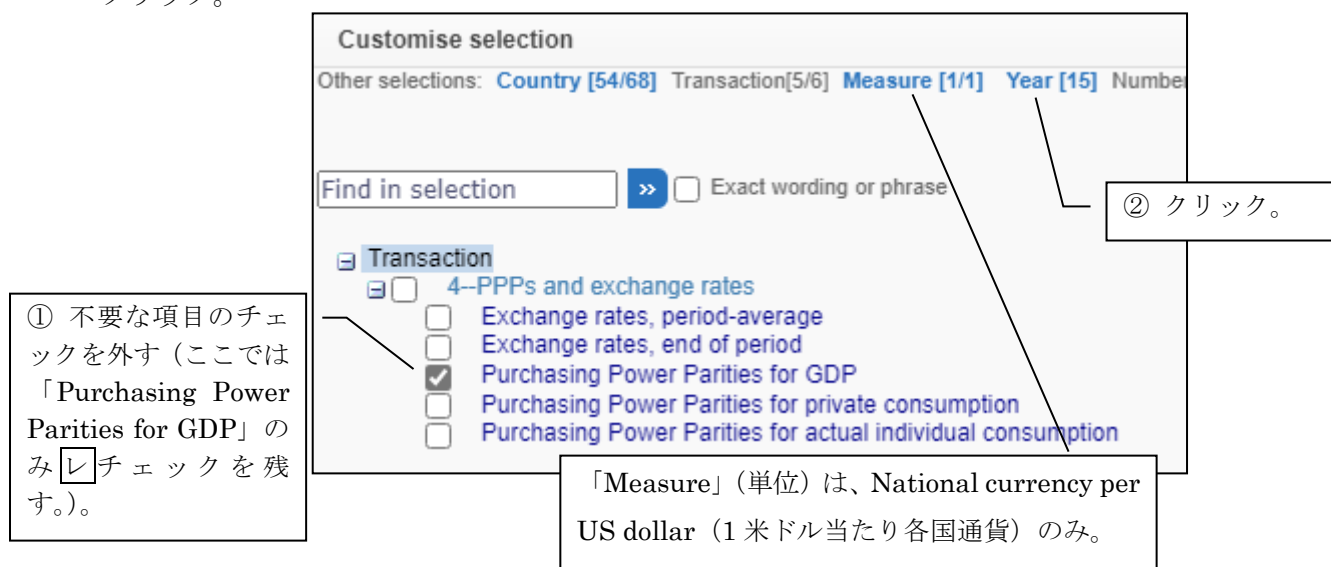 クリック。
Customise selection
Other selections: Country [54/68] Transaction[5/6] Measure [1/1] Year [15] Number
Find in selection » Exact wording or phrase
② クリック。
Transaction
4--PPPs and exchange rates
Exchange rates, period-average
Exchange rates, end of period
Purchasing Power Parities for GDP
Purchasing Power Parities for private consumption
Purchasing Power Parities for actual individual consumption
① 不要な項目のチェ
ックを外す（ここでは
「Purchasing Power
Parities for GDP」の
みレチェックを残
す。）。
「Measure」（単位）は、National currency per
US dollar（1 米ドル当たり各国通貨）のみ。